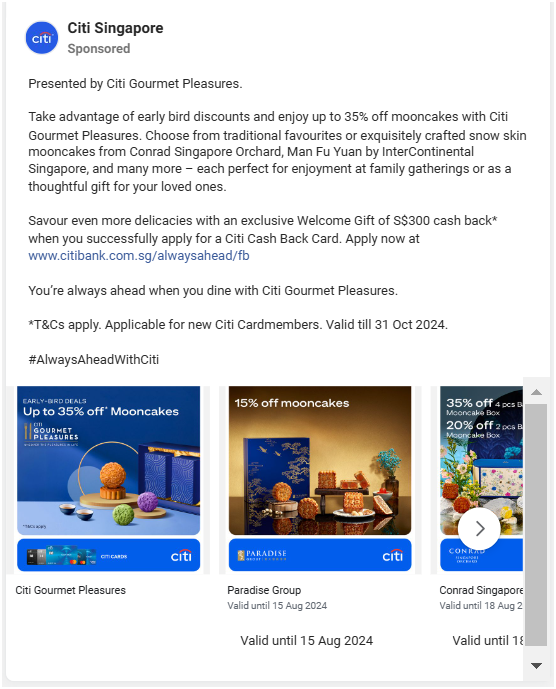 Citi Singapore
Sponsored
Presented by Citi Gourmet Pleasures.
Take advantage of early bird discounts and enjoy up to 35% off mooncakes with Citi
Gourmet Pleasures. Choose from traditional favourites or exquisitely crafted snow skin
mooncakes from Conrad Singapore Orchard, Man Fu Yuan by InterContinental
Singapore, and many more – each perfect for enjoyment at family gatherings or as a
thoughtful gift for your loved ones.
Savour even more delicacies with an exclusive Welcome Gift of S$300 cash back*
when you successfully apply for a Citi Cash Back Card. Apply now at
www.citibank.com.sg/alwaysahead/fb
You’re always ahead when you dine with Citi Gourmet Pleasures.
*T&Cs apply. Applicable for new Citi Cardmembers. Valid till 31 Oct 2024.
#AlwaysAheadWithCiti
EARLY-BIRD DEALS
Up to 35% off* Mooncakes
citi
GOURMET
PLEASURES
*T&Cs apply
CITI CARDS
citi
Citi Gourmet Pleasures
15% off mooncakes
PARADISE
citi
Paradise Group
Valid until 15 Aug 2024
Valid until 15 Aug 2024
35% off 4 pcs B
Mooncake Box
20% off 2 pcs B
Mooncake Box
CONRAD
SINGAPORE
ORCHARD
Conrad Singapore
Valid until 18 Aug 2
Valid until 18
citi